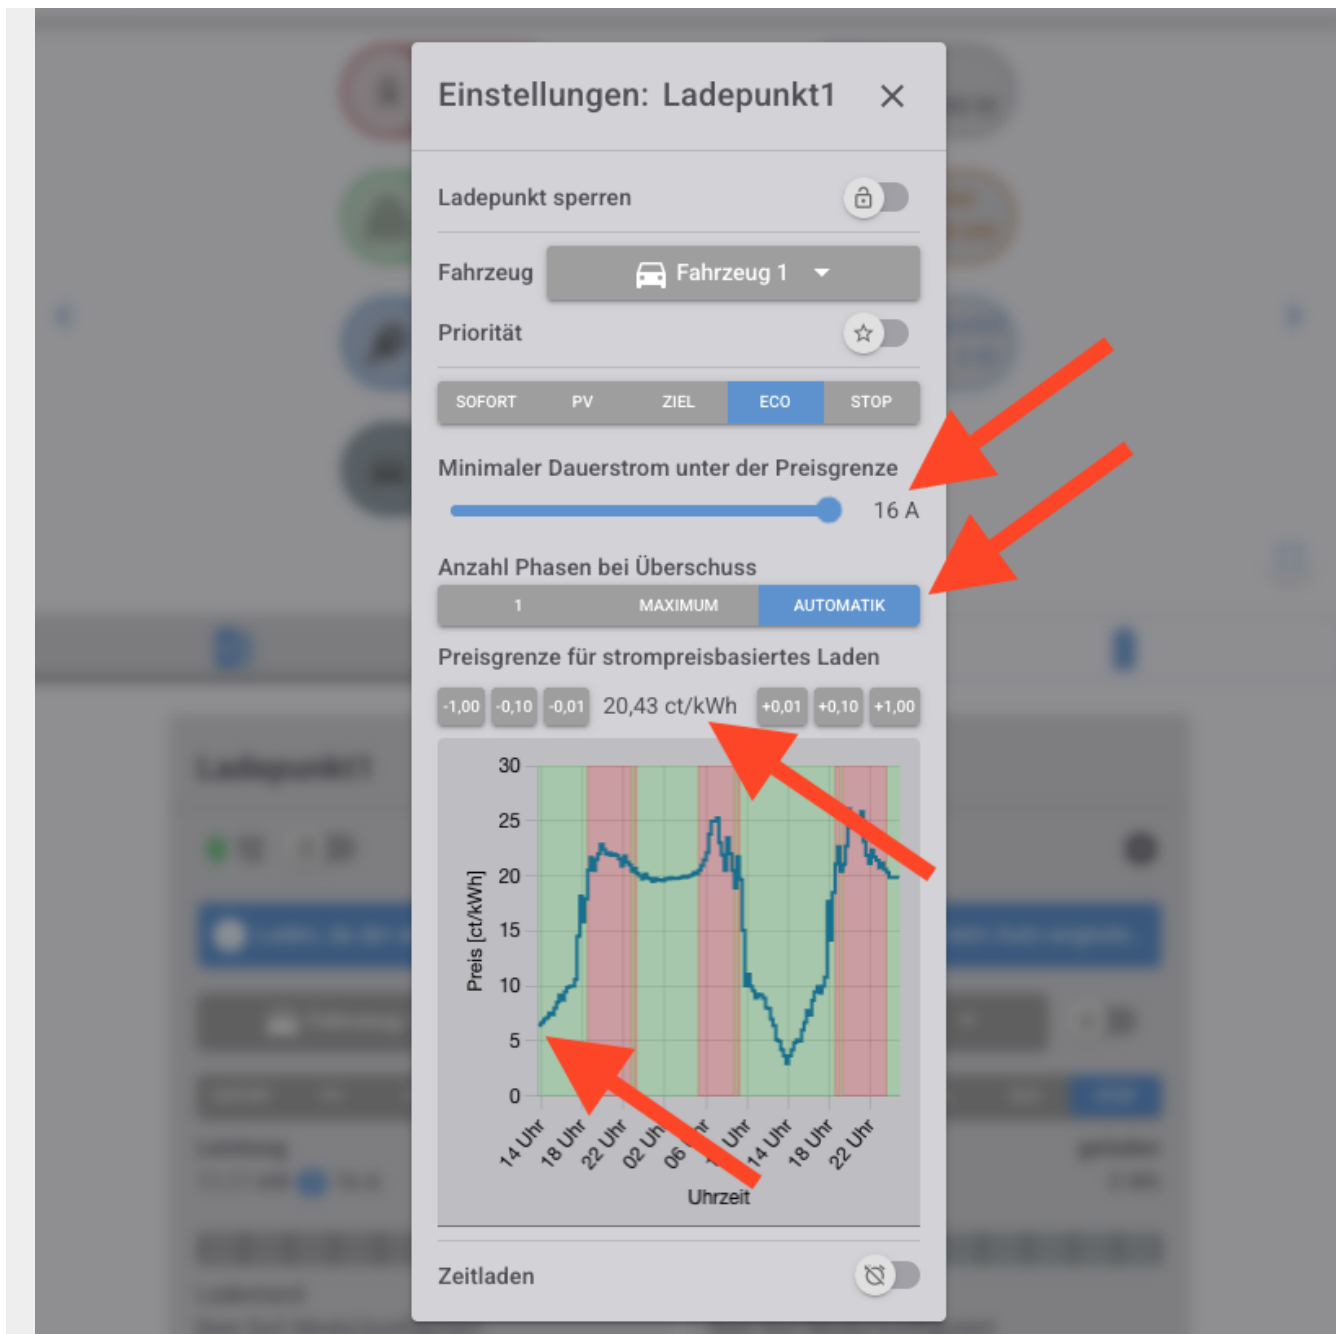 Einstellungen: Ladepunkt1
Ladepunkt sperren
Fahrzeug Fahrzeug 1
Priorität
SOFORT PV ZIEL ECO STOP
Minimaler Dauerstrom unter der Preisgrenze
16 A
Anzahl Phasen bei Überschuss
1 MAXIMUM AUTOMATIK
Preisgrenze für strompreisbasiertes Laden
-1,00 -0,10 -0,01 20,43 ct/kWh +0,01 +0,10 +1,00
30
25
20
15
10
5
0
Preis [ct/kWh]
14 Uhr 18 Uhr 22 Uhr 02 Uhr 14 Uhr 18 Uhr 22 Uhr
Uhrzeit
Zeitladen
Ladepunkt1